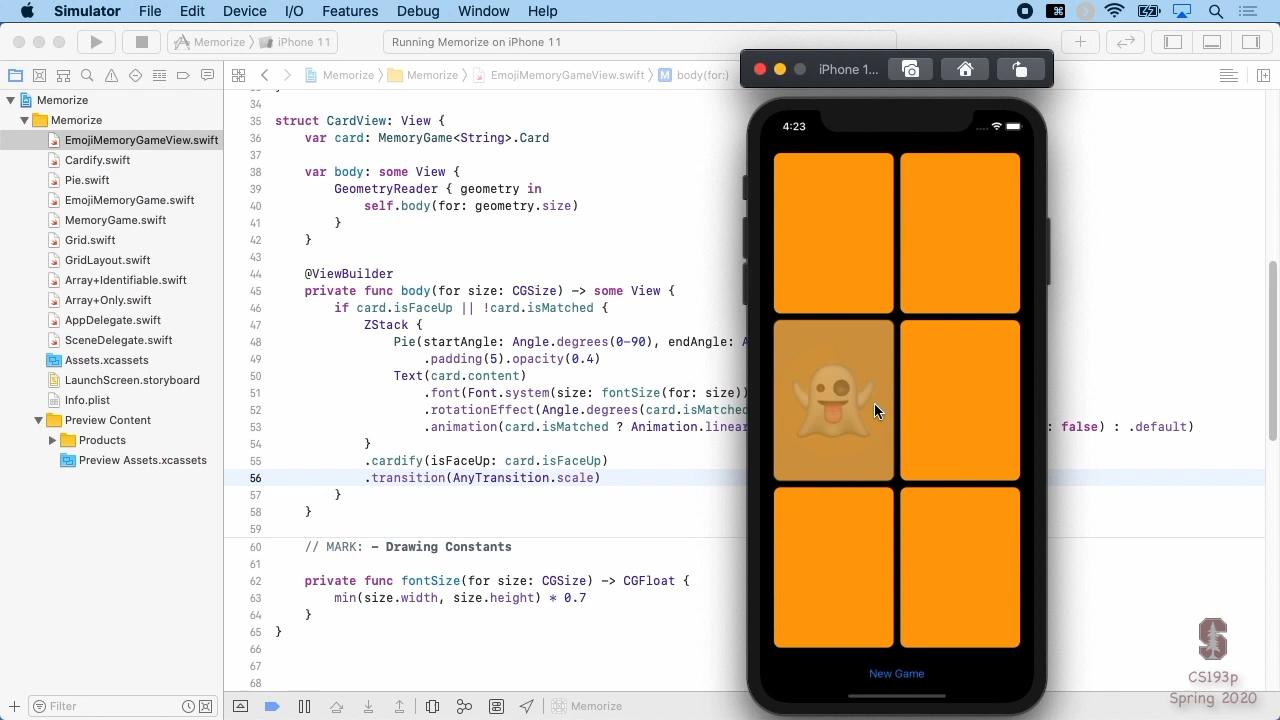 Simulator File Edit Device I/O Features Debug Window Help
Memorize iPhone 11
Running Memorize on iPhone 11
iPhone 1...
Memorize Memorize EmojiMemoryGameView.swift M body(for:)
Memorize
Memorize
EmojiMemoryGameView.swift
Cardify.swift
Pie.swift
EmojiMemoryGame.swift
MemoryGame.swift
Grid.swift
GridLayout.swift
Array+Identifiable.swift
Array+Only.swift
AppDelegate.swift
SceneDelegate.swift
Assets.xcassets
LaunchScreen.storyboard
Info.plist
Preview Content
Products
Preview Assets.xcassets
Filter
34
35 struct CardView: View {
36 var card: MemoryGame<String>.Card
37
38 var body: some View {
39 GeometryReader { geometry in
40 self.body(for: geometry.size)
41 }
42 }
43
44 @ViewBuilder
45 private func body(for size: CGSize) -> some View {
46 if card.isFaceUp || !card.isMatched {
47 ZStack {
48 Pie(startAngle: Angle.degrees(0-90), endAngle: A
49 .padding(5).opacity(0.4)
50 Text(card.content)
51 .font(Font.system(size: fontSize(for: size))
52 .rotationEffect(Angle.degrees(card.isMatched
53 .animation(card.isMatched ? Animation.linear : false) : .default)
54 }
55 .cardify(isFaceUp: card.isFaceUp)
56 .transition(AnyTransition.scale)
57 }
58 }
59
60 // MARK: - Drawing Constants
61
62 private func fontSize(for size: CGSize) -> CGFloat {
63 min(size.width, size.height) * 0.7
64 }
65 }
66
67
68
Memorize
4:23
New Game
CS193p
Spring 2020